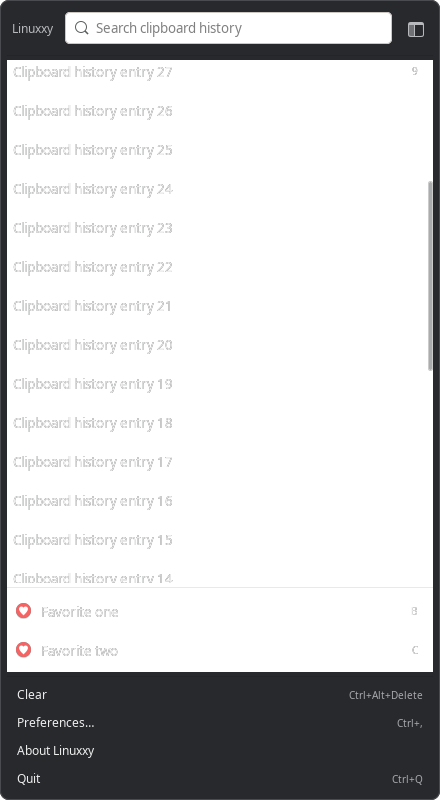 Linuxxy Search clipboard history
Clipboard history entry 27 9
Clipboard history entry 26
Clipboard history entry 25
Clipboard history entry 24
Clipboard history entry 23
Clipboard history entry 22
Clipboard history entry 21
Clipboard history entry 20
Clipboard history entry 19
Clipboard history entry 18
Clipboard history entry 17
Clipboard history entry 16
Clipboard history entry 15
Clipboard history entry 14
Favorite one B
Favorite two C
Clear Ctrl+Alt+Delete
Preferences... Ctrl+,
About Linuxxy
Quit Ctrl+Q